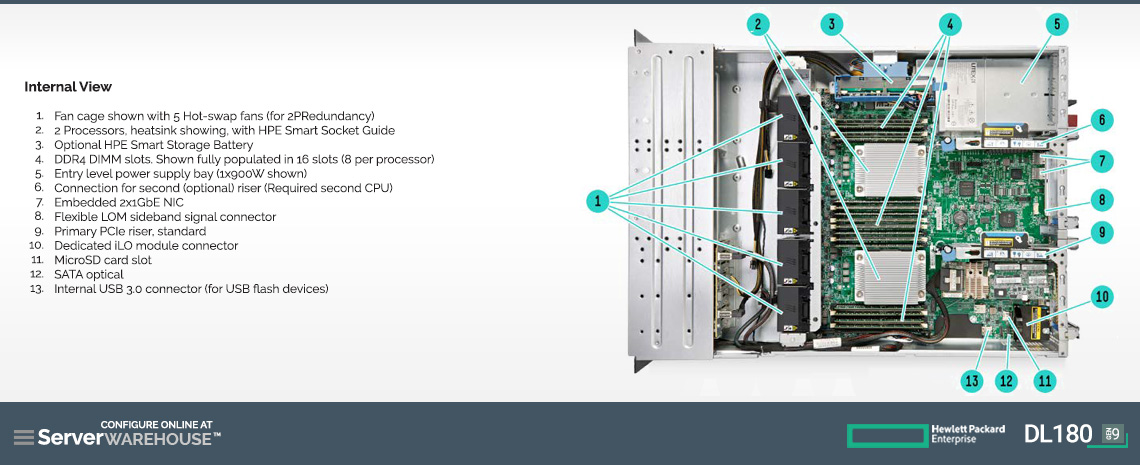 Internal View
1. Fan cage shown with 5 Hot-swap fans (for 2PRedundancy)
2. 2 Processors, heatsink showing, with HPE Smart Socket Guide
3. Optional HPE Smart Storage Battery
4. DDR4 DIMM slots. Shown fully populated in 16 slots (8 per processor)
5. Entry level power supply bay (1x900W shown)
6. Connection for second (optional) riser (Required second CPU)
7. Embedded 2x1GbE NIC
8. Flexible LOM sideband signal connector
9. Primary PCIe riser, standard
10. Dedicated iLO module connector
11. MicroSD card slot
12. SATA optical
13. Internal USB 3.0 connector (for USB flash devices)
2
3
4
5
6
7
1
8
9
10
13
12
11
CONFIGURE ONLINE AT
ServerWAREHOUSE™
Hewlett Packard
Enterprise
DL180
GEN
9